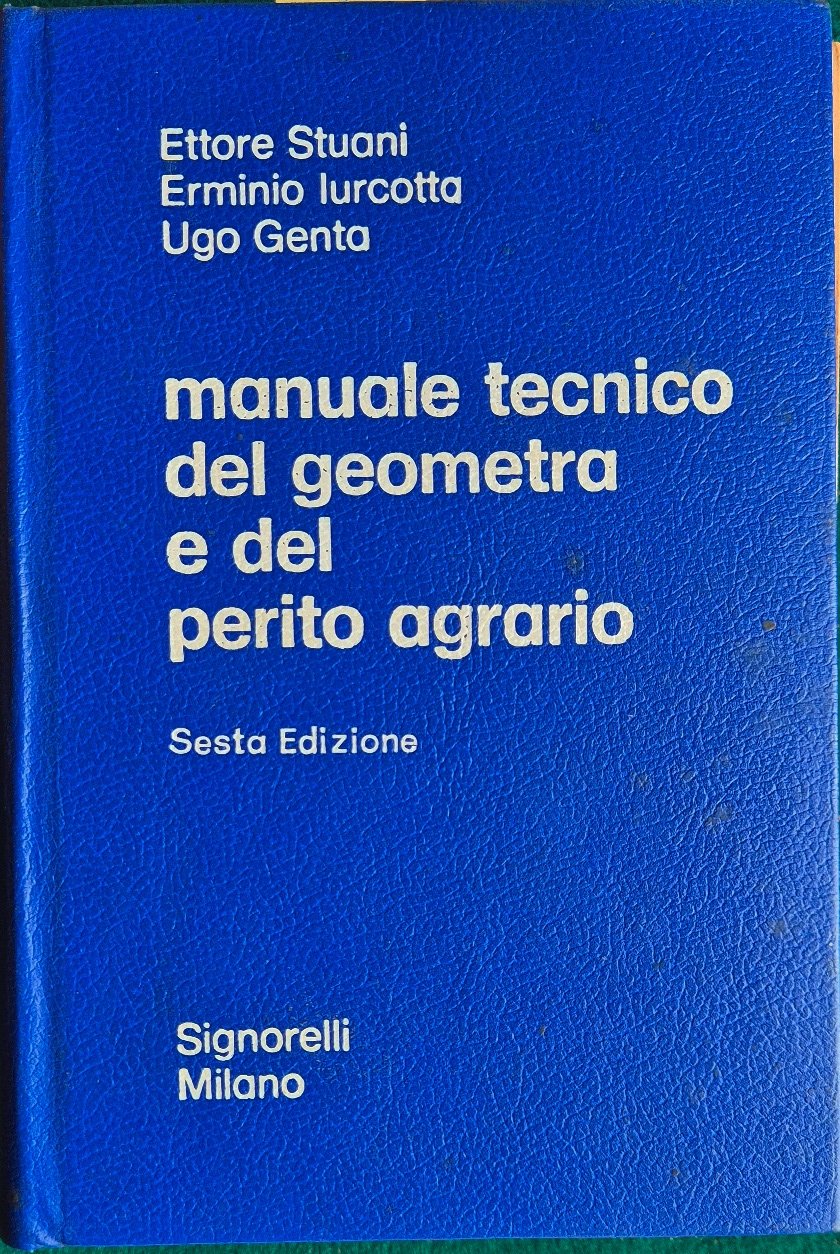 Ettore Stuani
Erminio Iurcotta
Ugo Genta
manuale tecnico
del geometra
e del
perito agrario
Sesta Edizione
Signorelli
Milano